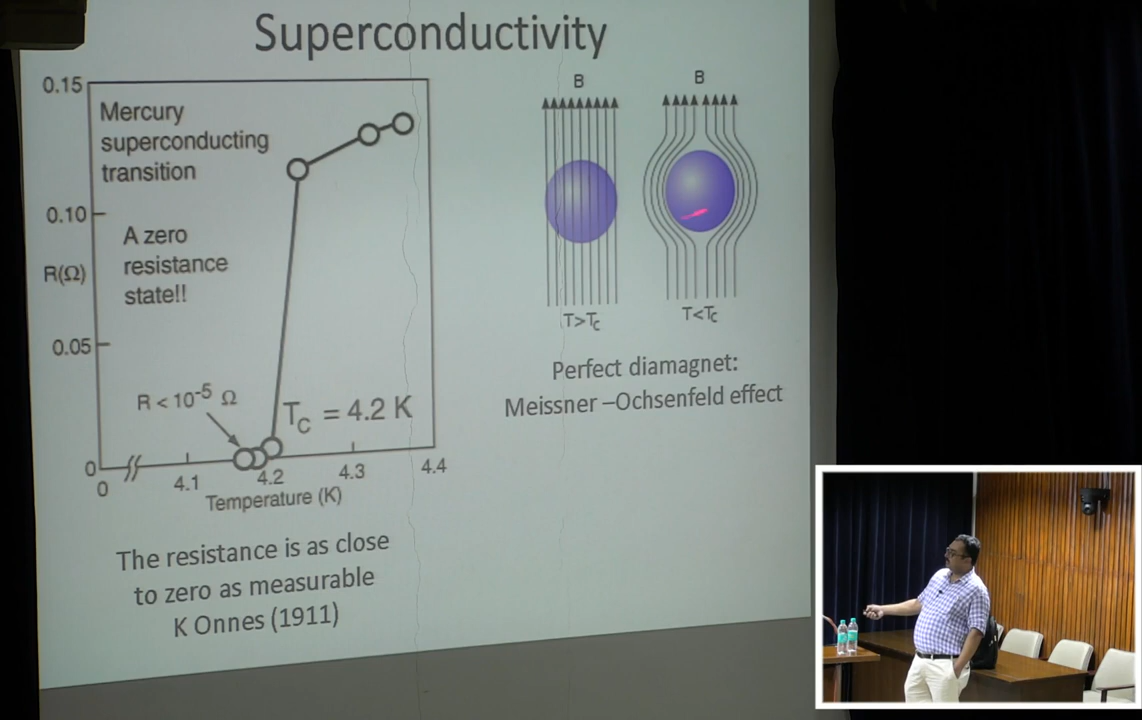 Superconductivity
0.15
Mercury
superconducting
transition
0.10
A zero
resistance
state!!
R(Ω)
0.05
R < 10⁻⁵ Ω
T_C = 4.2 K
0
0
4.1
4.2
4.3
4.4
Temperature (K)
The resistance is as close
to zero as measurable
K Onnes (1911)
B
B
T>T_C
T<T_C
Perfect diamagnet:
Meissner –Ochsenfeld effect